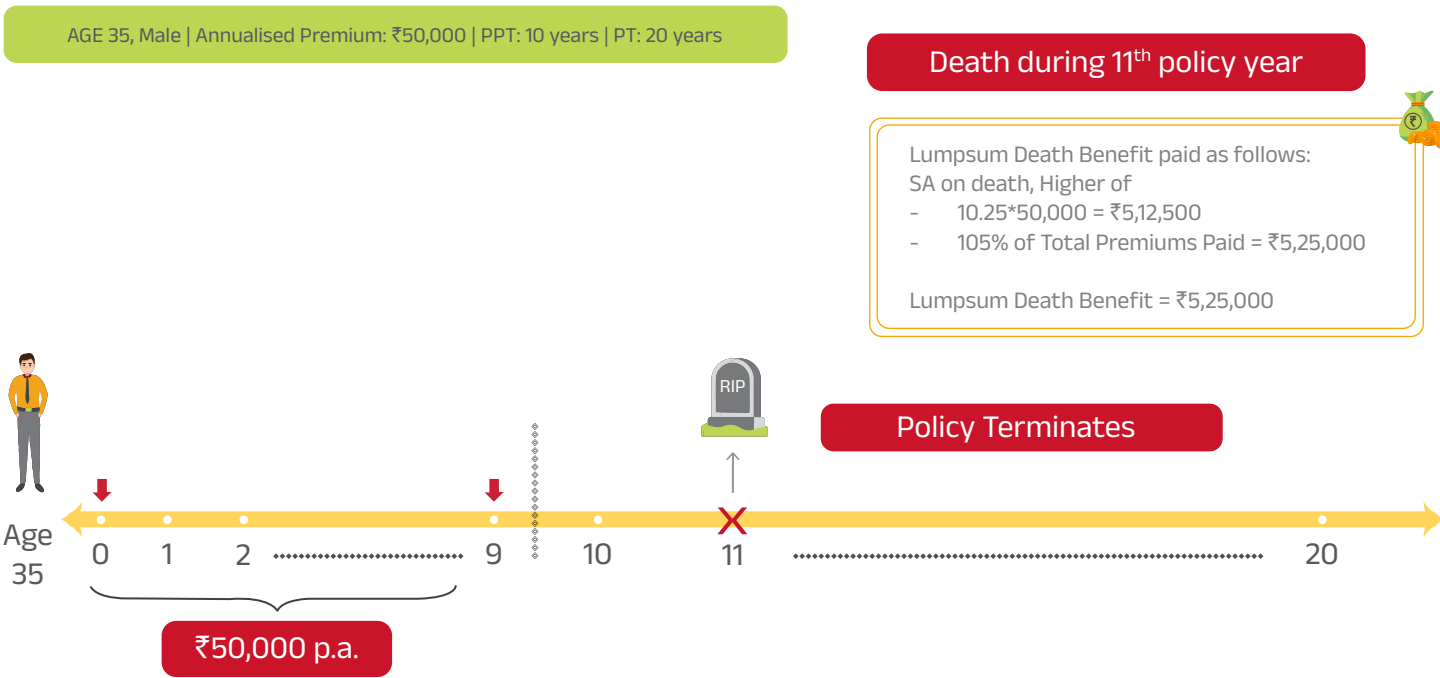 AGE 35, Male | Annualised Premium: ₹50,000 | PPT: 10 years | PT: 20 years
Death during 11th policy year
₹
Lumpsum Death Benefit paid as follows:
SA on death, Higher of
- 10.25*50,000 = ₹5,12,500
- 105% of Total Premiums Paid = ₹5,25,000
Lumpsum Death Benefit = ₹5,25,000
RIP
Policy Terminates
Age
35
0 1 2 9 10 11 20
₹50,000 p.a.